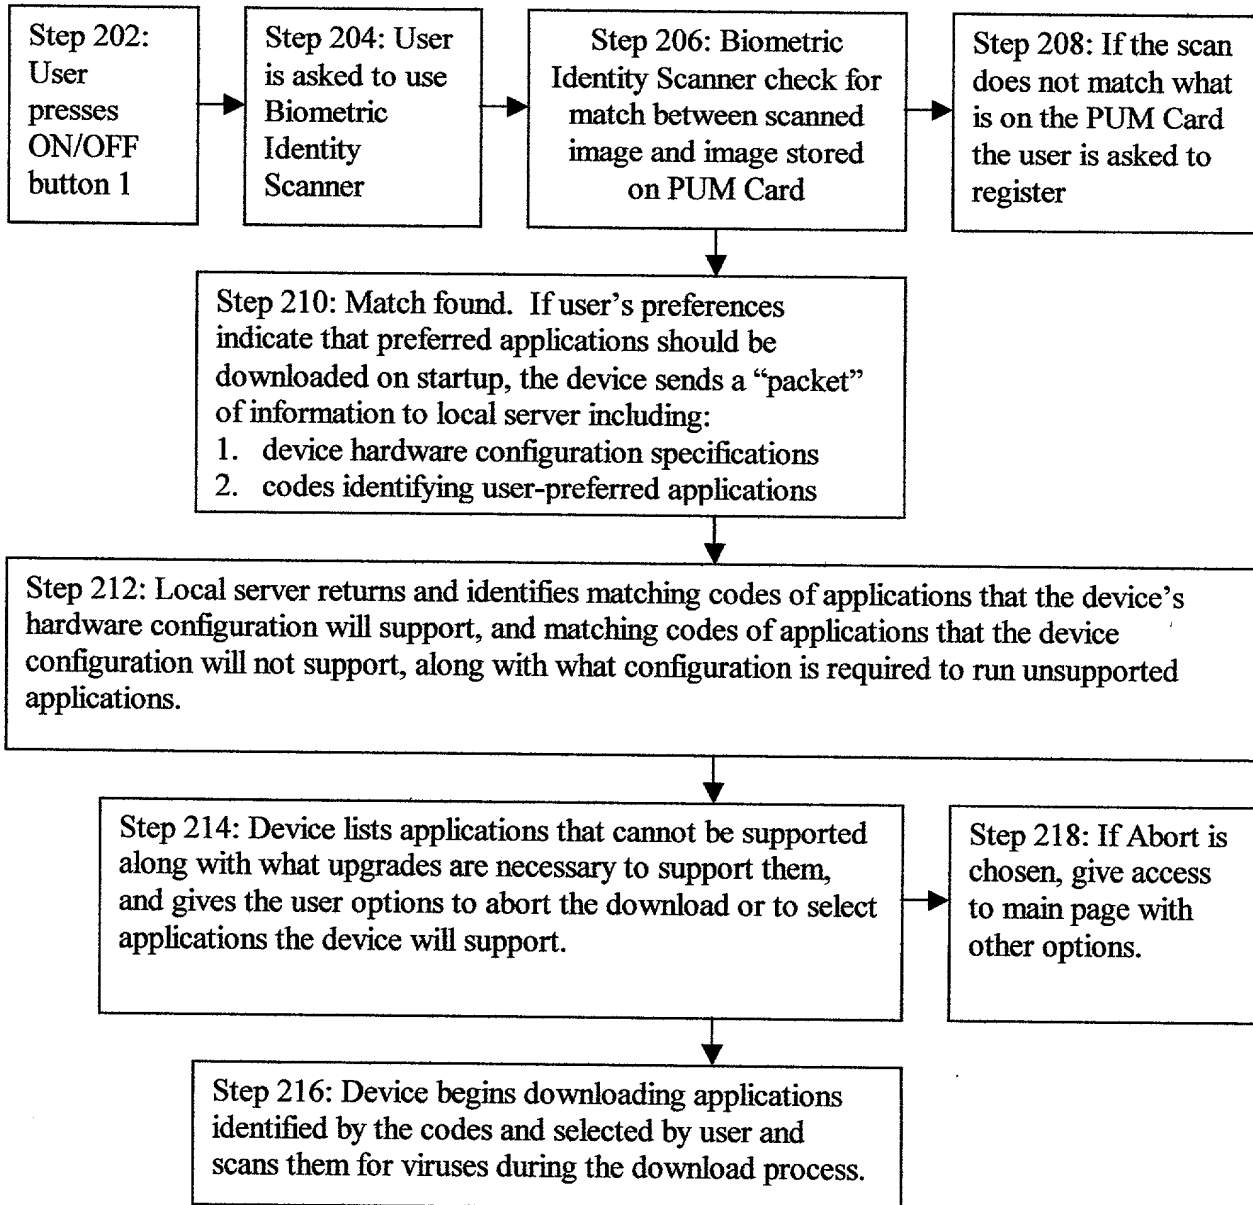 Step 202:
User
presses
ON/OFF
button 1
Step 204: User
is asked to use
Biometric
Identity
Scanner
Step 206: Biometric
Identity Scanner check for
match between scanned
image and image stored
on PUM Card
Step 208: If the scan
does not match what
is on the PUM Card
the user is asked to
register
Step 210: Match found.  If user’s preferences
indicate that preferred applications should be
downloaded on startup, the device sends a “packet”
of information to local server including:
1.  device hardware configuration specifications
2.  codes identifying user-preferred applications
Step 212: Local server returns and identifies matching codes of applications that the device’s
hardware configuration will support, and matching codes of applications that the device
configuration will not support, along with what configuration is required to run unsupported
applications.
Step 214: Device lists applications that cannot be supported
along with what upgrades are necessary to support them,
and gives the user options to abort the download or to select
applications the device will support.
Step 218: If Abort is
chosen, give access
to main page with
other options.
Step 216: Device begins downloading applications
identified by the codes and selected by user and
scans them for viruses during the download process.